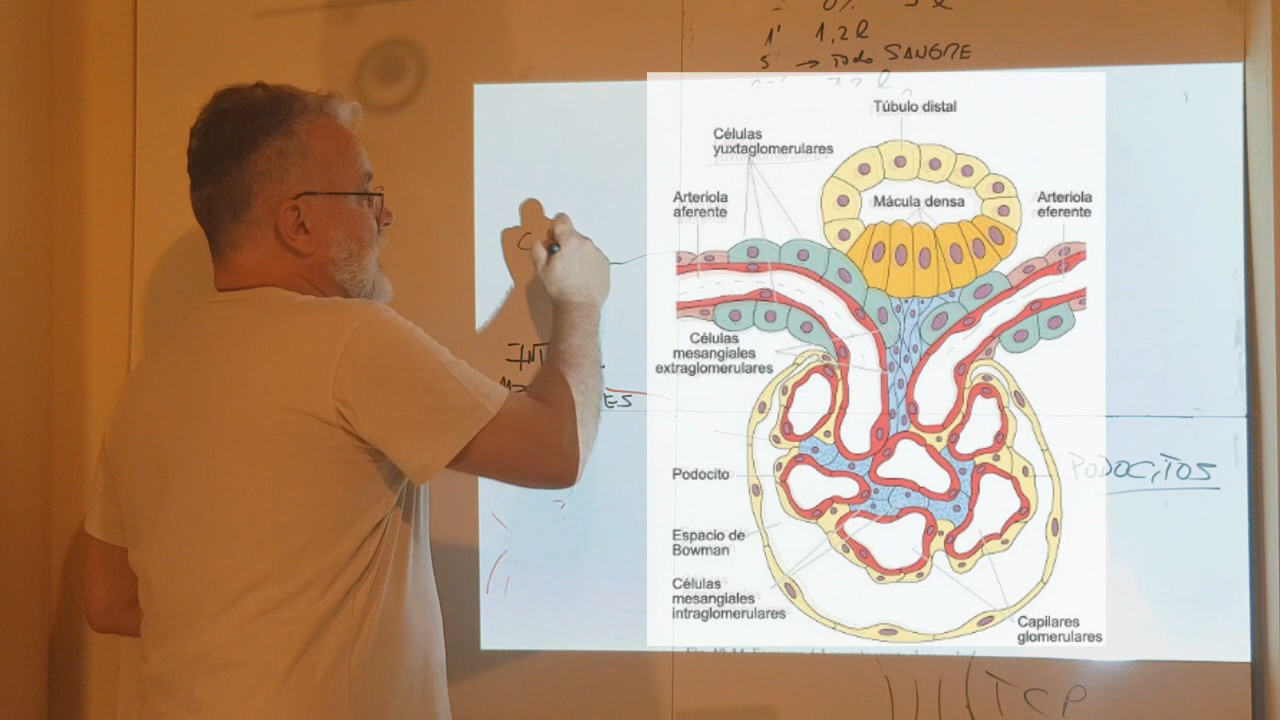 1' 1,2 l
5 → Todo SANGRE
Túbulo distal
Células
yuxtaglomerulares
Arteriola
aferente
Mácula densa
Arteriola
eferente
Células
mesangiales
extraglomerulares
PODOCITOS
Podocito
Espacio de
Bowman
Células
mesangiales
intraglomerulares
Capilares
glomerulares
TCP